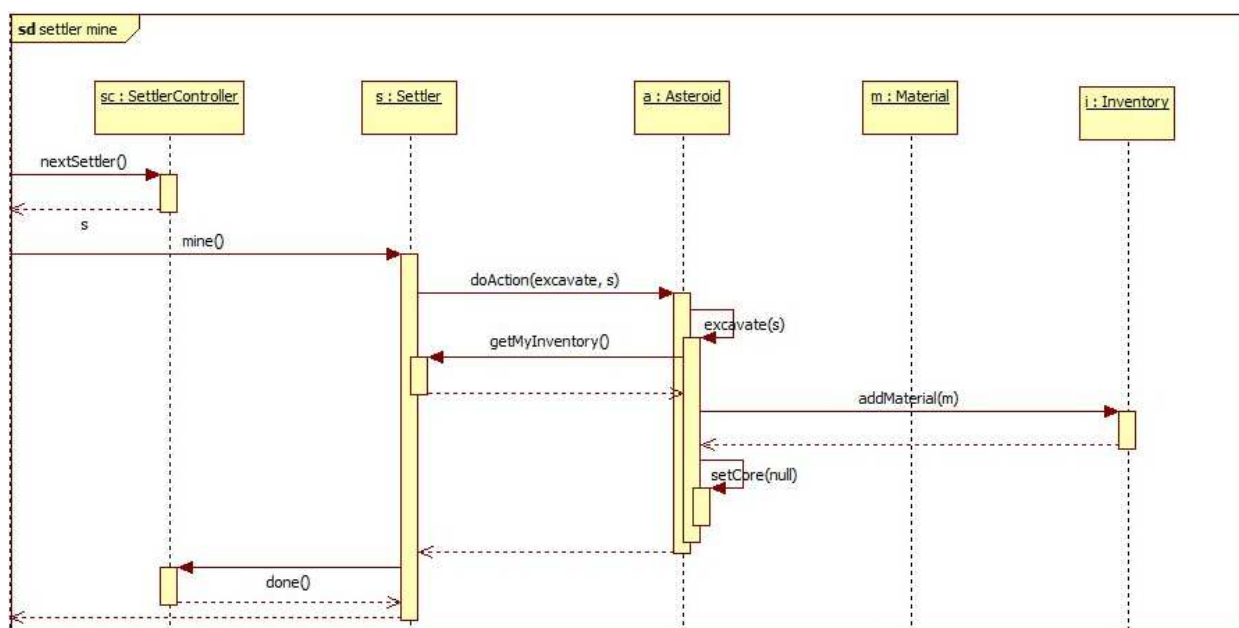 sd settler mine
sc : SettlerController
s : Settler
a : Asteroid
m : Material
i : Inventory
nextSettler()
s
mine()
doAction(excavate, s)
excavate(s)
getMyInventory()
addMaterial(m)
setCore(null)
done()